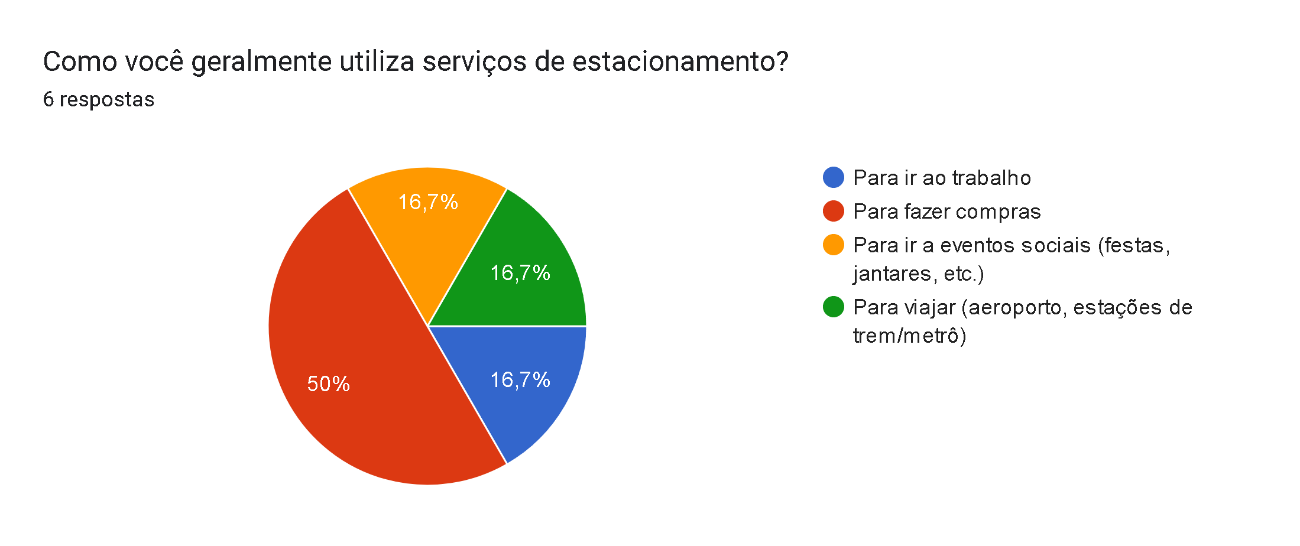 Como você geralmente utiliza serviços de estacionamento?
6 respostas
16,7%
16,7%
50%
16,7%
Para ir ao trabalho
Para fazer compras
Para ir a eventos sociais (festas,
jantares, etc.)
Para viajar (aeroporto, estações de
trem/metrô)